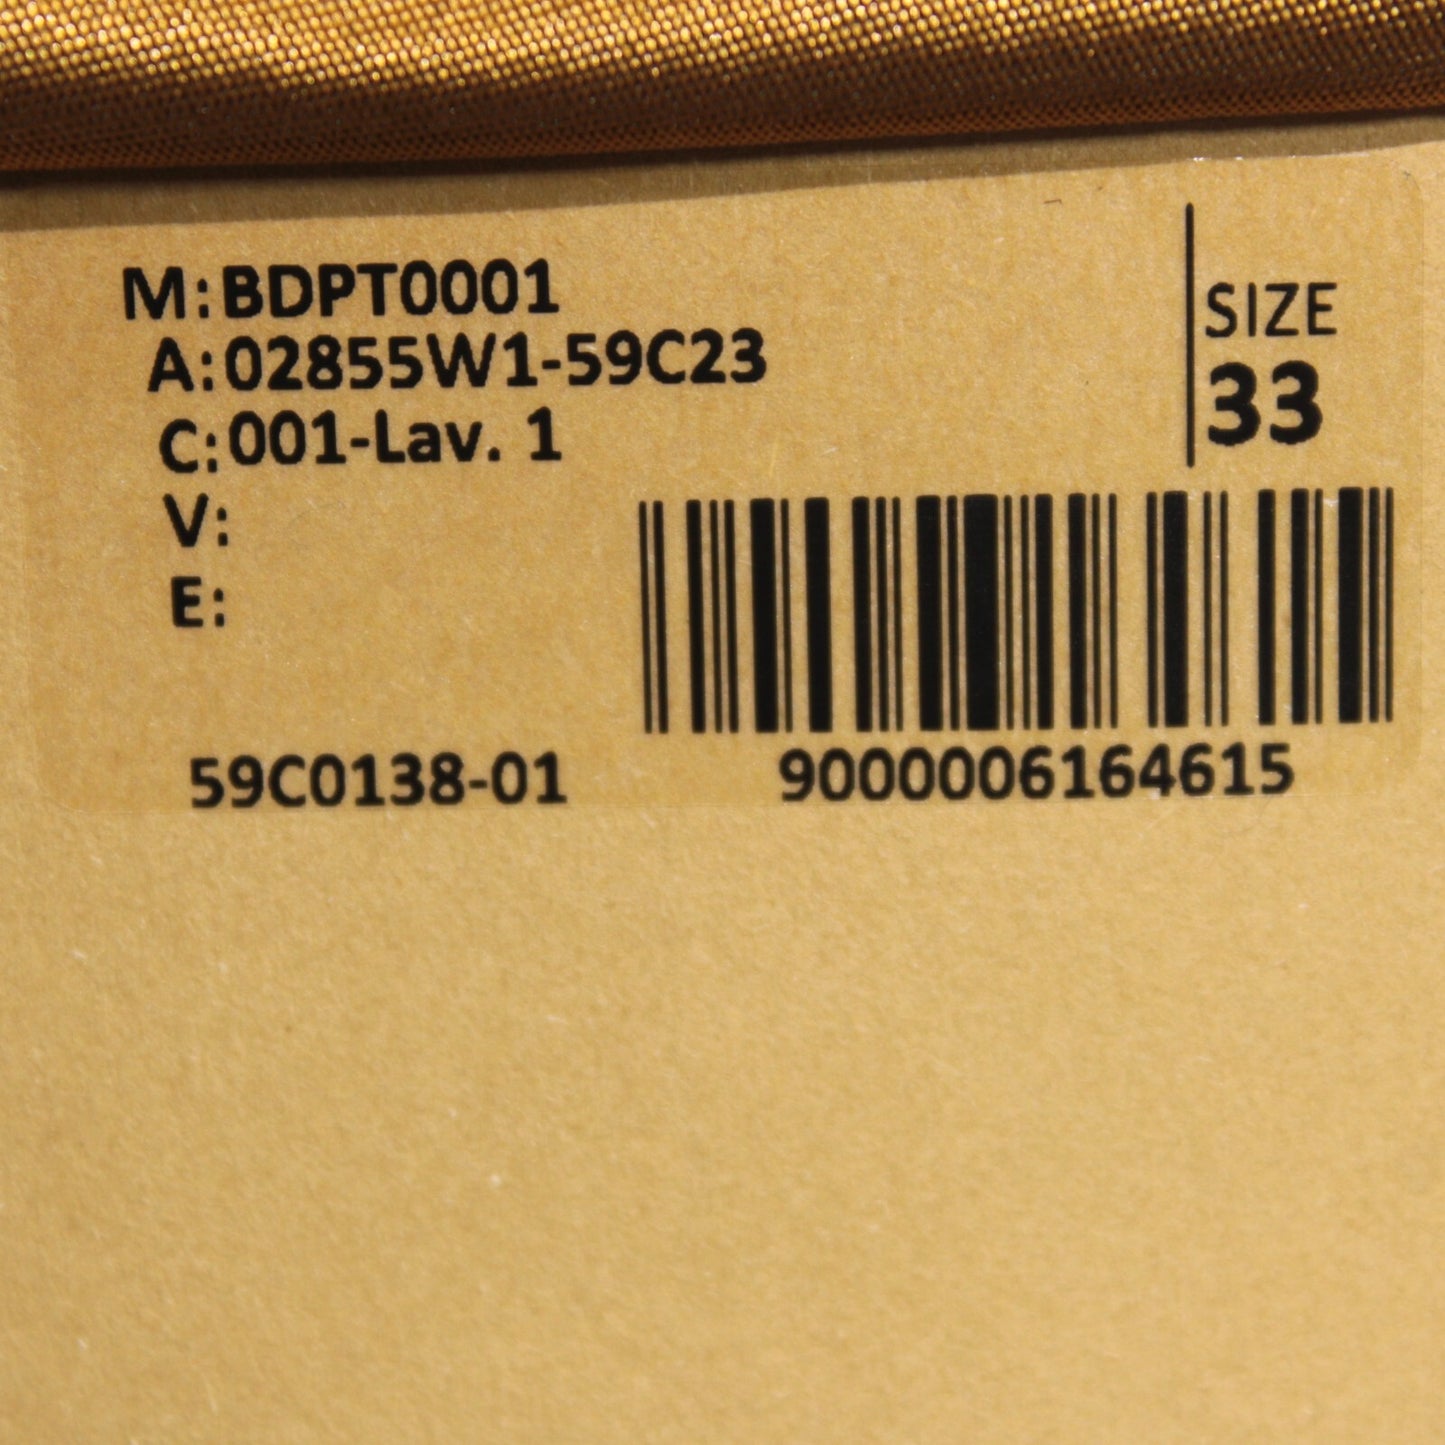 M: BDPT0001
A: 02855W1-59C23
C: 001-Lav. 1
V:
E:
SIZE
33
59C0138-01
9000006164615